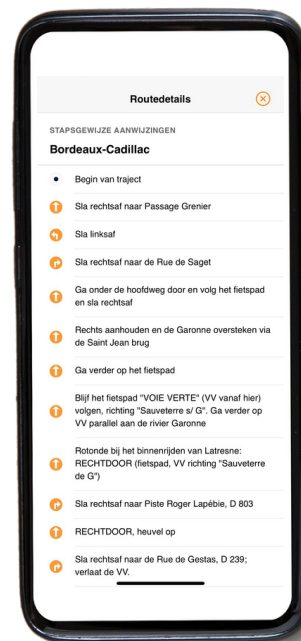 Routedetails
STAPSGEWIJZE AANWIJZINGEN
Bordeaux-Cadillac
Begin van traject
Sla rechtsaf naar Passage Grenier
Sla linksaf
Sla rechtsaf naar de Rue de Saget
Ga onder de hoofdweg door en volg het fietspad
en sla rechtsaf
Rechts aanhouden en de Garonne oversteken via
de Saint Jean brug
Ga verder op het fietspad
Blijf het fietspad "VOIE VERTE" (VV vanaf hier)
volgen, richting "Sauveterre s/ G". Ga verder op
VV parallel aan de rivier Garonne
Rotonde bij het binnenrijden van Latresne:
RECHTDOOR (fietspad, VV richting "Sauveterre
de G")
Sla rechtsaf naar Piste Roger Lapébie, D 803
RECHTDOOR, heuvel op
Sla rechtsaf naar de Rue de Gestas, D 239;
verlaat de VV.